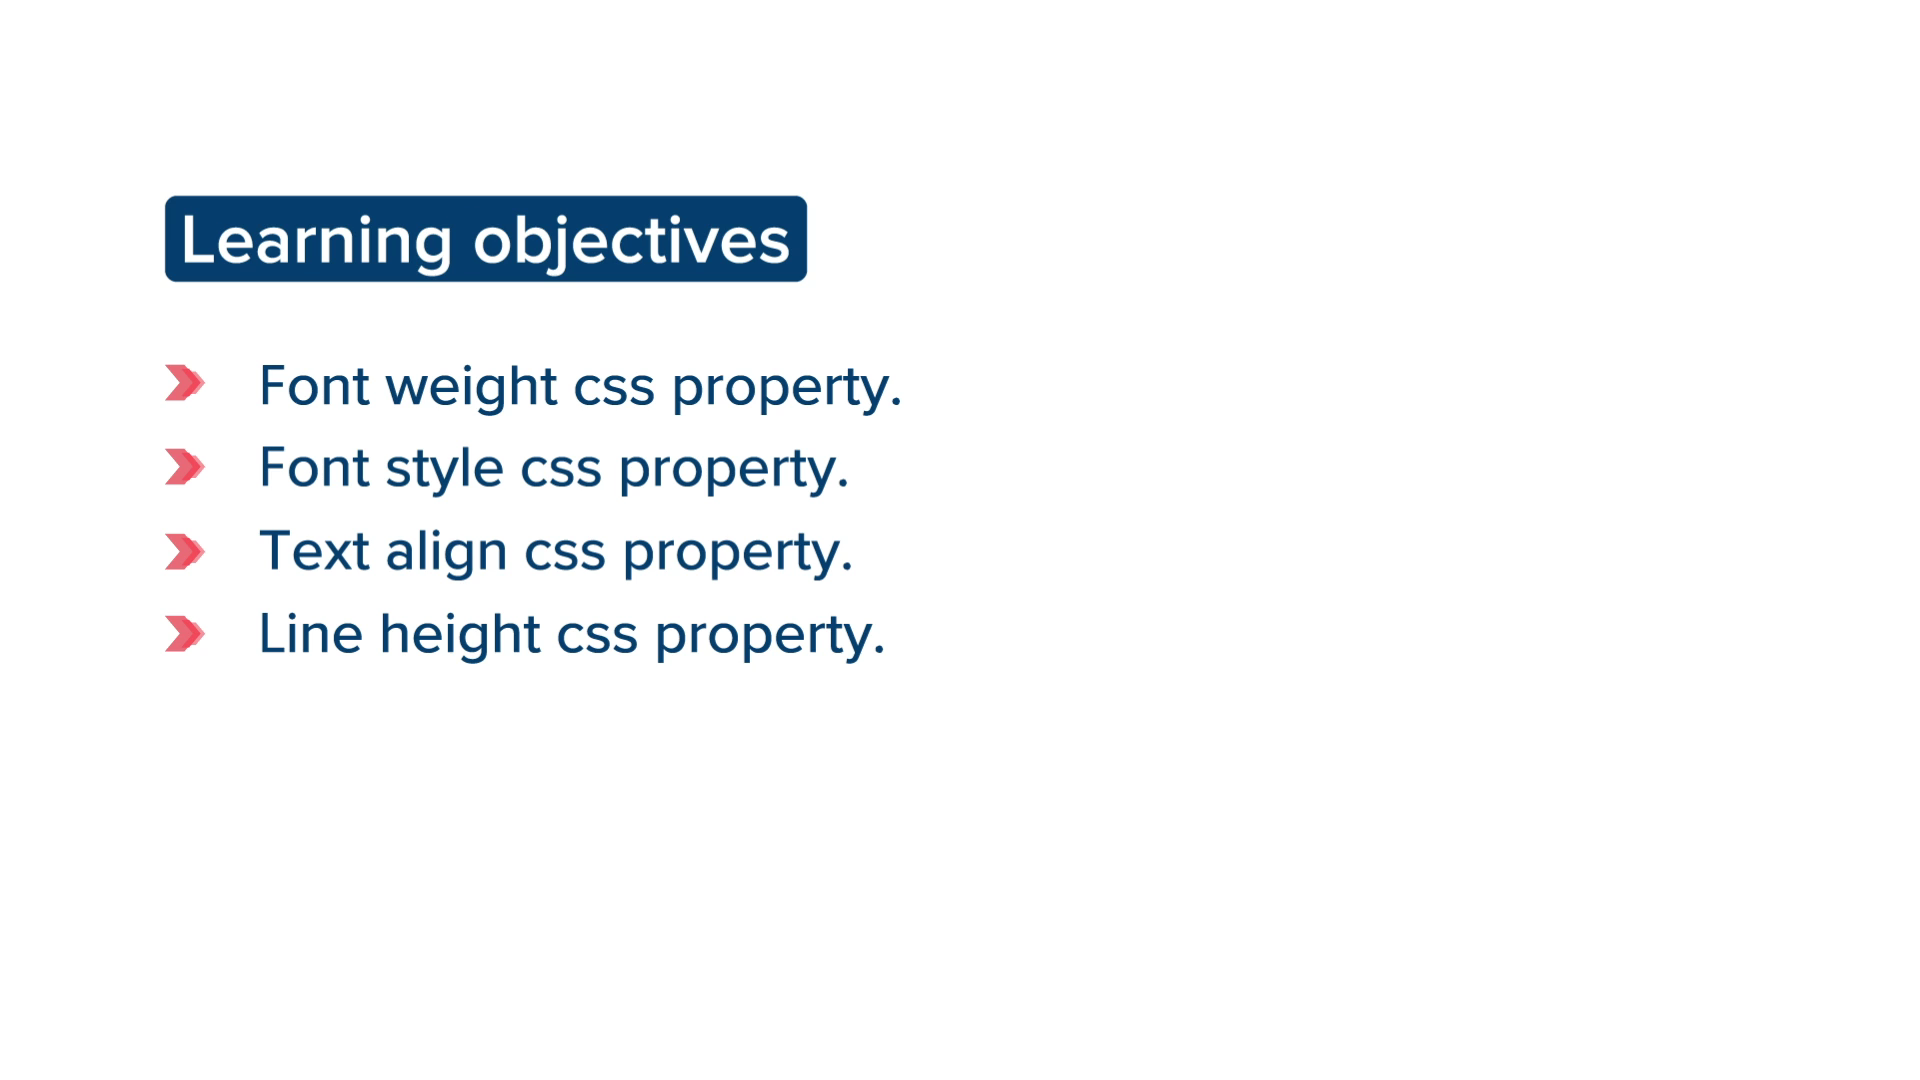 Learning objectives
Font weight css property.
Font style css property.
Text align css property.
Line height css property.